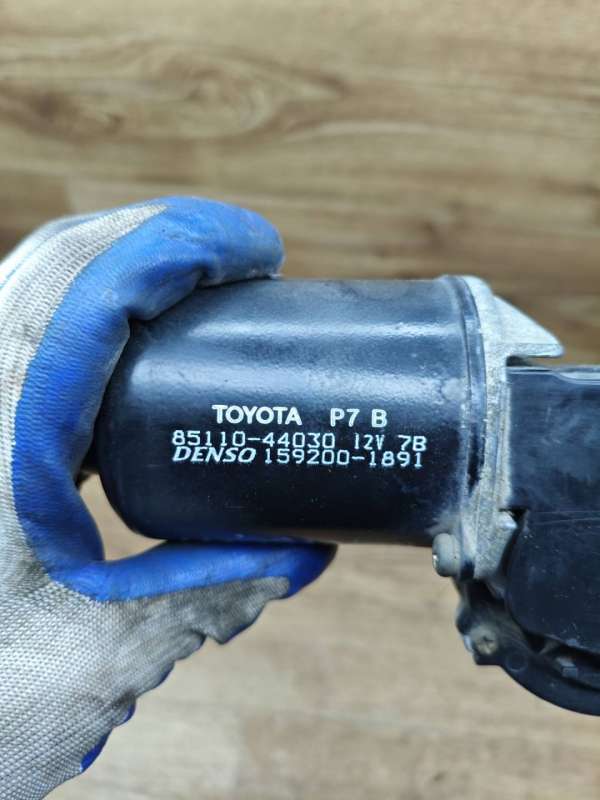 TOYOTA P7 B
85110-44030 12V 7B
DENSO 159200-1891